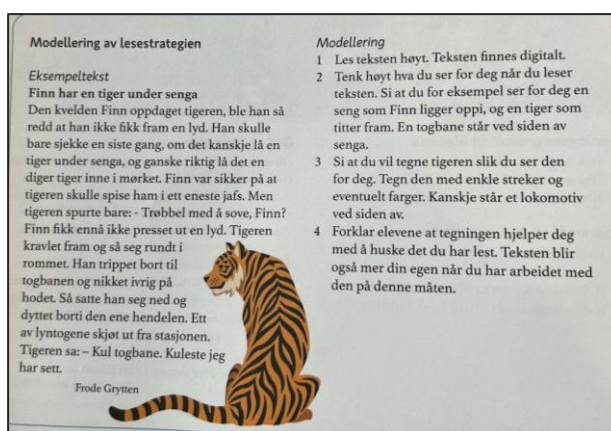 Modellering av lesestrategien
Eksempeltekst
Finn har en tiger under senga
Den kvelden Finn oppdaget tigeren, ble han så
redd at han ikke fikk fram en lyd. Han skulle
bare sjekke en siste gang, om det kanskje lå en
tiger under senga, og ganske riktig lå det en
diger tiger inne i mørket. Finn var sikker på at
tigeren skulle spise ham i ett eneste jafs. Men
tigeren spurte bare: - Trøbbel med å sove, Finn?
Finn fikk ennå ikke presset ut en lyd. Tigeren
kravlet fram og så seg rundt i
rommet. Han trippet bort til
togbanen og nikket ivrig på
hodet. Så satte han seg ned og
dyttet borti den ene hendelen. Ett
av lyntogene skjøt ut fra stasjonen.
Tigeren sa: – Kul togbane. Kuleste jeg
har sett.
Frode Grytten
Modellering
1 Les teksten høyt. Teksten finnes digitalt.
2 Tenk høyt hva du ser for deg når du leser
teksten. Si at du for eksempel ser for deg en
seng som Finn ligger oppi, og en tiger som
titter fram. En togbane står ved siden av
senga.
3 Si at du vil tegne tigeren slik du ser den
for deg. Tegn den med enkle streker og
eventuelt farger. Kanskje står et lokomotiv
ved siden av.
4 Forklar elevene at tegningen hjelper deg
med å huske det du har lest. Teksten blir
også mer din egen når du har arbeidet med
den på denne måten.